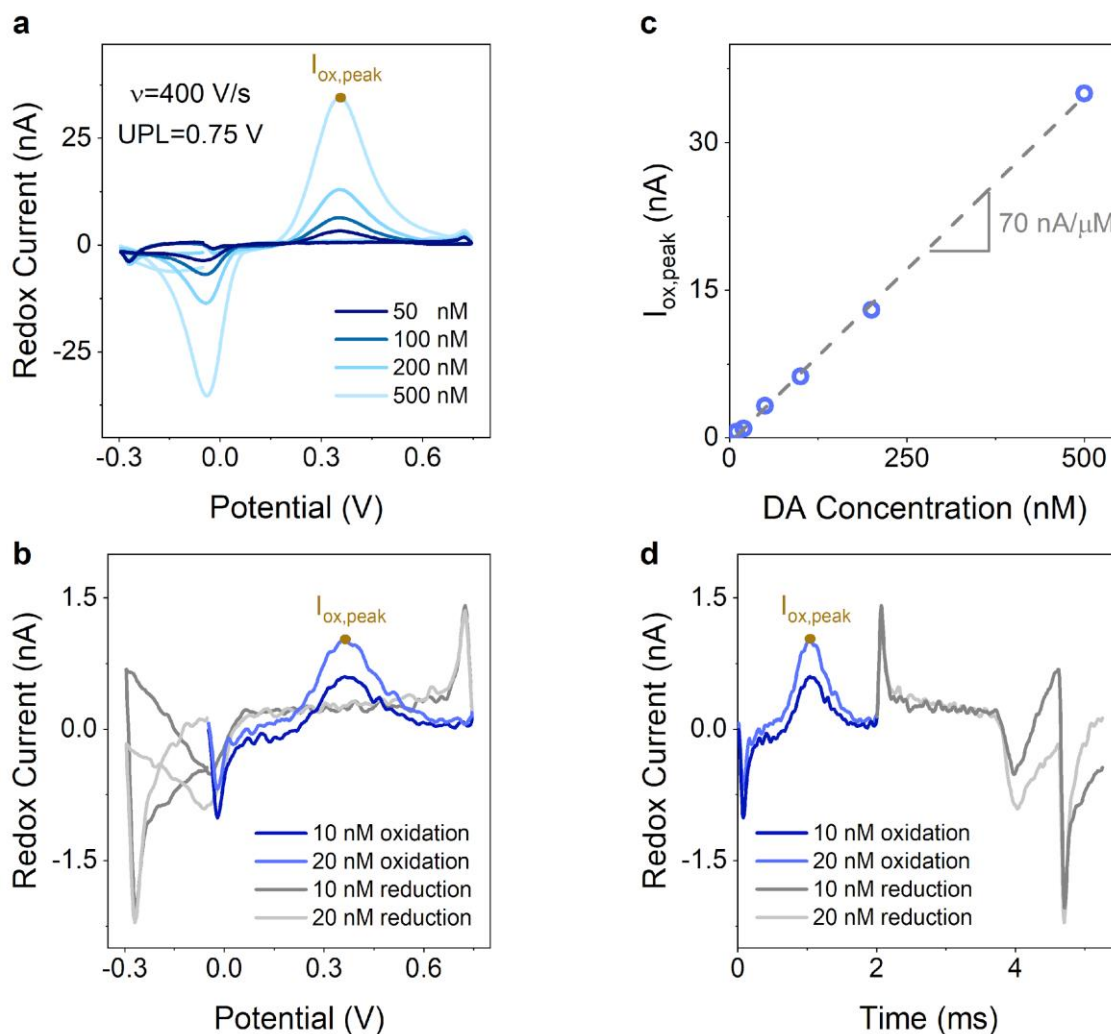 a
I_ox,peak
ν=400 V/s
UPL=0.75 V
Redox Current (nA)
25
0
-25
50 nM
100 nM
200 nM
500 nM
-0.3
0.0
0.3
0.6
Potential (V)
c
I_ox,peak (nA)
30
15
0
70 nA/μM
0
250
500
DA Concentration (nM)
b
I_ox,peak
Redox Current (nA)
1.5
0.0
-1.5
10 nM oxidation
20 nM oxidation
10 nM reduction
20 nM reduction
-0.3
0.0
0.3
0.6
Potential (V)
d
I_ox,peak
Redox Current (nA)
1.5
0.0
-1.5
10 nM oxidation
20 nM oxidation
10 nM reduction
20 nM reduction
0
2
4
Time (ms)